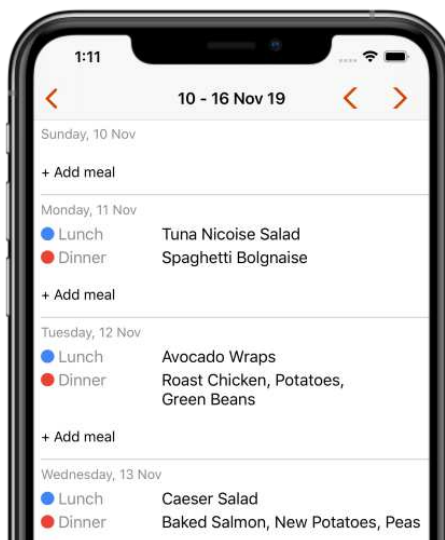 1:11
10 - 16 Nov 19
Sunday, 10 Nov
+ Add meal
Monday, 11 Nov
Lunch Tuna Nicoise Salad
Dinner Spaghetti Bolgnaise
+ Add meal
Tuesday, 12 Nov
Lunch Avocado Wraps
Dinner Roast Chicken, Potatoes,
Green Beans
+ Add meal
Wednesday, 13 Nov
Lunch Caeser Salad
Dinner Baked Salmon, New Potatoes, Peas